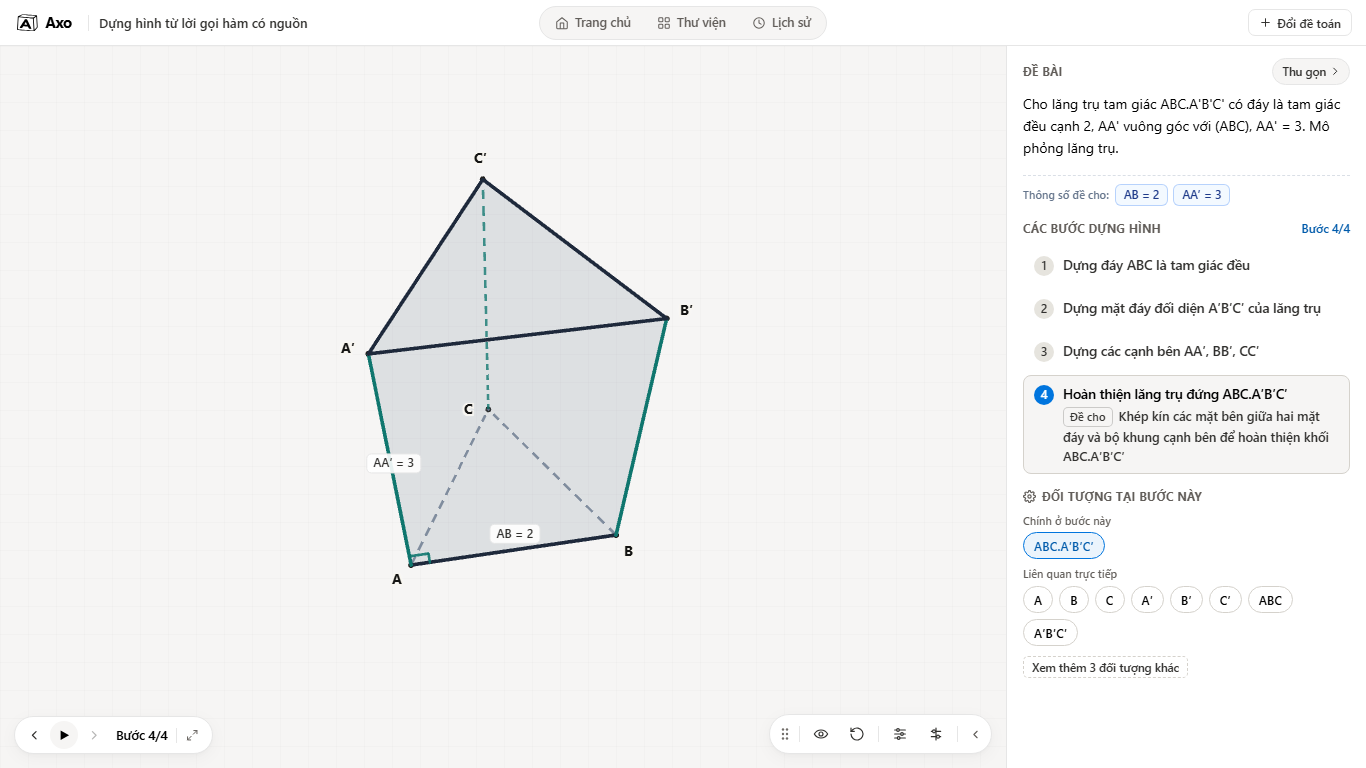 Axo
Dựng hình từ lời gọi hàm có nguồn
Trang chủ
Thư viện
Lịch sử
Đổi đề toán
C′
B′
A′
C
AA′ = 3
AB = 2
B
A
Bước 4/4
ĐỀ BÀI
Thu gọn
Cho lăng trụ tam giác ABC.A'B'C' có đáy là tam giác
đều cạnh 2, AA' vuông góc với (ABC), AA' = 3. Mô
phỏng lăng trụ.
Thông số đề cho:
AB = 2
AA′ = 3
CÁC BƯỚC DỰNG HÌNH
Bước 4/4
1 Dựng đáy ABC là tam giác đều
2 Dựng mặt đáy đối diện A′B′C′ của lăng trụ
3 Dựng các cạnh bên AA′, BB′, CC′
4 Hoàn thiện lăng trụ đứng ABC.A′B′C′
Đề cho Khép kín các mặt bên giữa hai mặt
đáy và bộ khung cạnh bên để hoàn thiện khối
ABC.A′B′C′
ĐỐI TƯỢNG TẠI BƯỚC NÀY
Chính ở bước này
ABC.A′B′C′
Liên quan trực tiếp
A B C A′ B′ C′ ABC
A′B′C′
Xem thêm 3 đối tượng khác